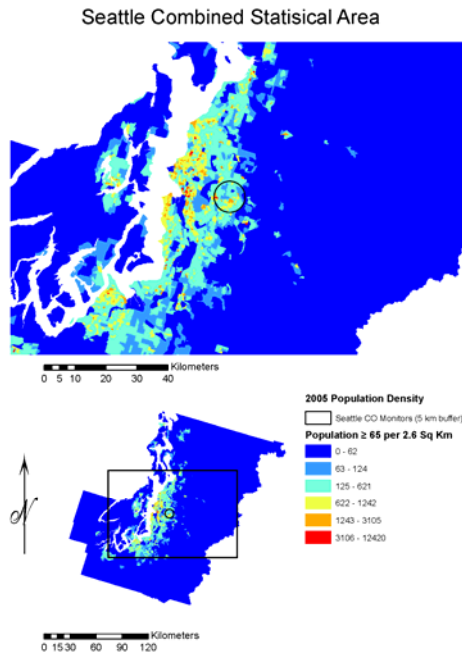 Seattle Combined Statisical Area
Kilometers
0 5 10 20 30 40
2005 Population Density
Seattle CO Monitors (5 km buffer)
Population ≥ 65 per 2.6 Sq Km
0 - 62
63 - 124
125 - 621
622 - 1242
1243 - 3105
3106 - 12420
N
Kilometers
0 15 30 60 90 120